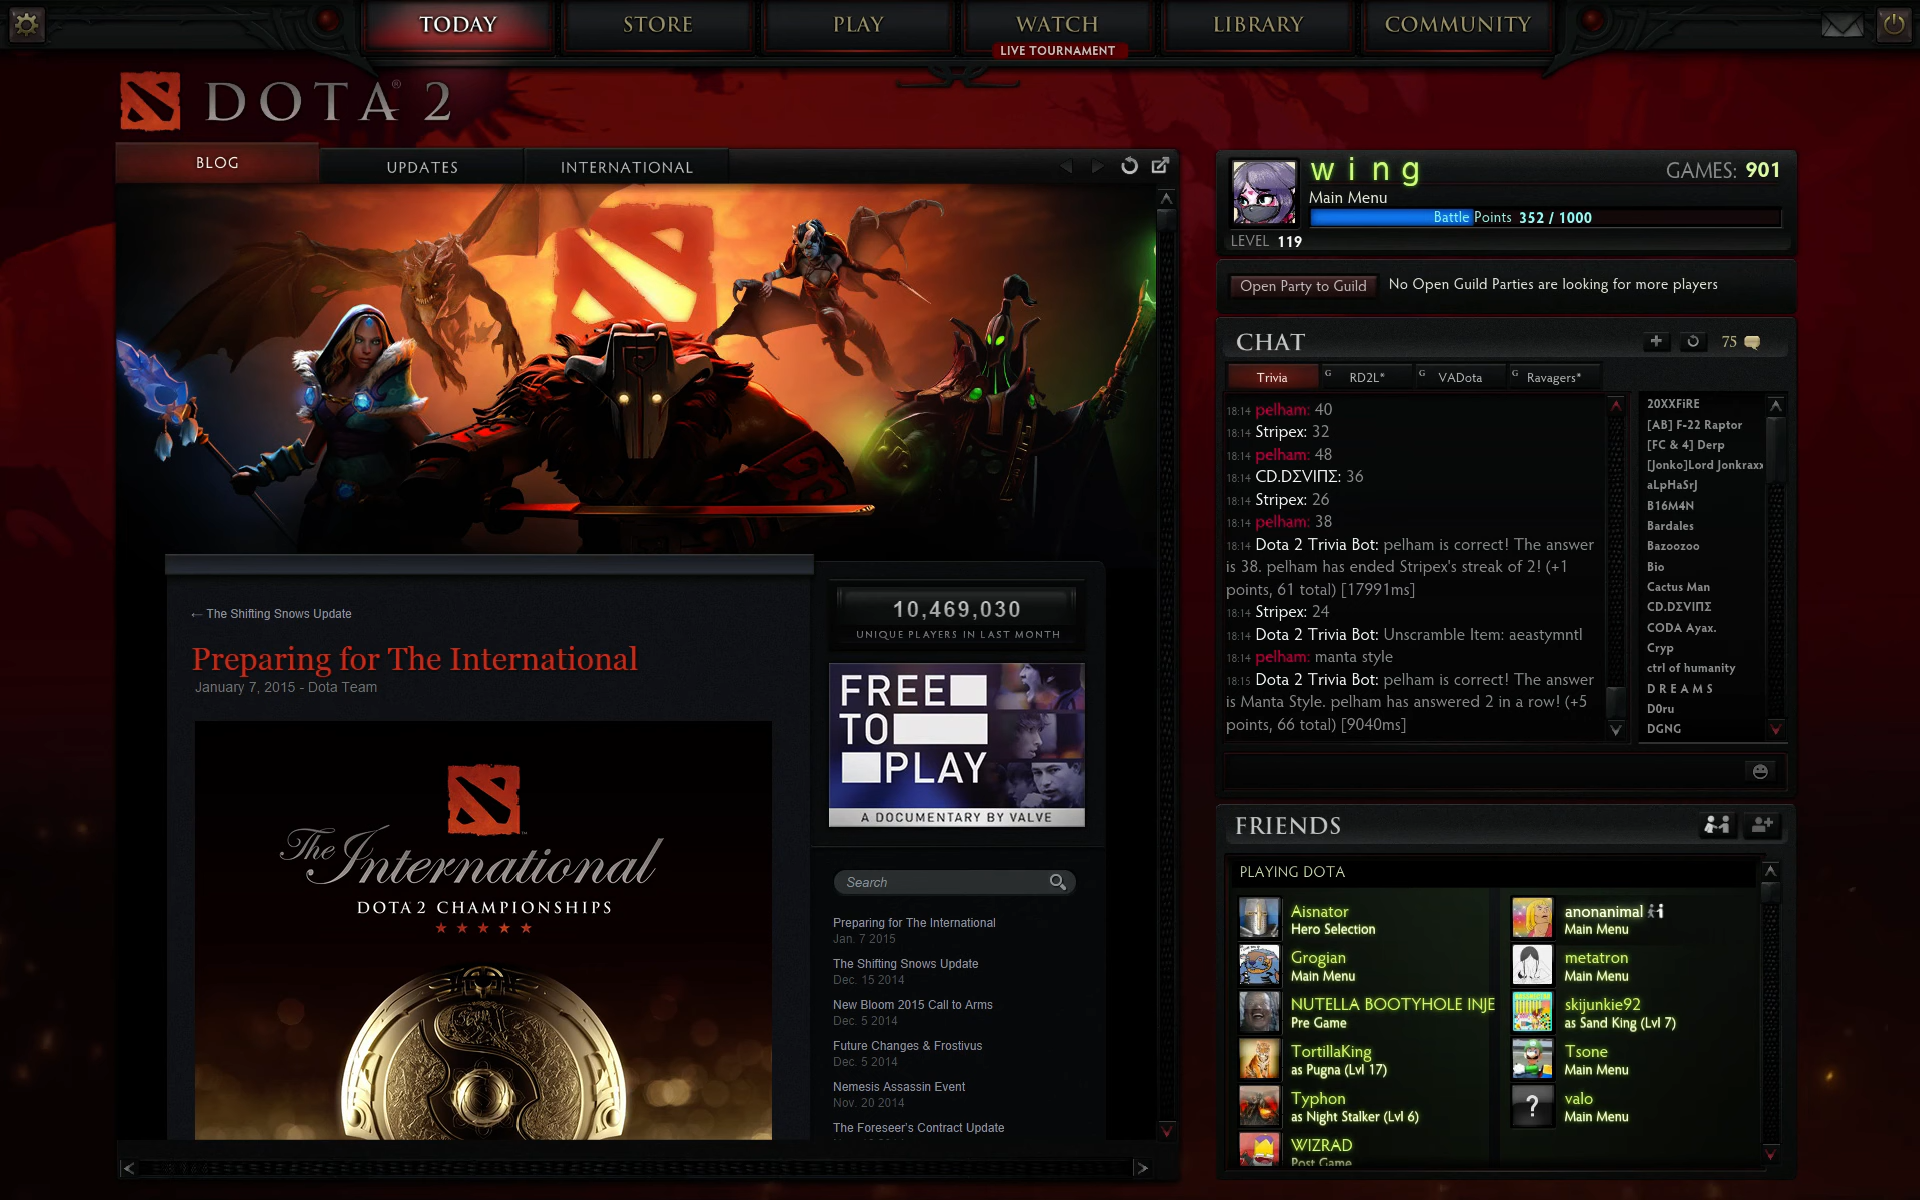 TODAY
STORE
PLAY
WATCH
LIVE TOURNAMENT
LIBRARY
COMMUNITY
DOTA® 2
BLOG
UPDATES
INTERNATIONAL
← The Shifting Snows Update
Preparing for The International
January 7, 2015 - Dota Team
The International
DOTA 2 CHAMPIONSHIPS
10,469,030
UNIQUE PLAYERS IN LAST MONTH
FREE
TO
PLAY
A DOCUMENTARY BY VALVE
Search
Preparing for The International
Jan. 7 2015
The Shifting Snows Update
Dec. 15 2014
New Bloom 2015 Call to Arms
Dec. 5 2014
Future Changes & Frostivus
Dec. 5 2014
Nemesis Assassin Event
Nov. 20 2014
The Foreseer's Contract Update
w i n g
GAMES: 901
Main Menu
Battle Points 352 / 1000
LEVEL 119
Open Party to Guild
No Open Guild Parties are looking for more players
CHAT
75
Trivia
G RD2L*
G VADota
G Ravagers*
18:14 pelham: 40
18:14 Stripex: 32
18:14 pelham: 48
18:14 CD.DΣVIПΣ: 36
18:14 Stripex: 26
18:14 pelham: 38
18:14 Dota 2 Trivia Bot: pelham is correct! The answer
is 38. pelham has ended Stripex's streak of 2! (+1
points, 61 total) [17991ms]
18:14 Stripex: 24
18:14 Dota 2 Trivia Bot: Unscramble Item: aeastymntl
18:14 pelham: manta style
18:15 Dota 2 Trivia Bot: pelham is correct! The answer
is Manta Style. pelham has answered 2 in a row! (+5
points, 66 total) [9040ms]
20XXFiRE
[AB] F-22 Raptor
[FC & 4] Derp
[Jonko]Lord Jonkraxx
aLpHaSrJ
B16M4N
Bardales
Bazoozoo
Bio
Cactus Man
CD.DΣVIПΣ
CODA Ayax.
Cryp
ctrl of humanity
D R E A M S
D0ru
DGNG
FRIENDS
PLAYING DOTA
Aisnator
Hero Selection
Grogian
Main Menu
NUTELLA BOOTYHOLE INJE
Pre Game
TortillaKing
as Pugna (Lvl 17)
Typhon
as Night Stalker (Lvl 6)
WIZRAD
Post Game
anonanimal
Main Menu
metatron
Main Menu
skijunkie92
as Sand King (Lvl 7)
Tsone
Main Menu
?
valo
Main Menu